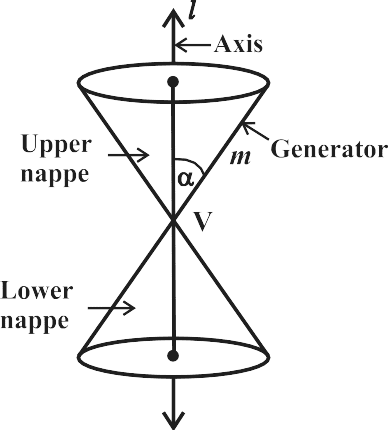 l
Axis
Upper
nappe
α
m
Generator
V
Lower
nappe